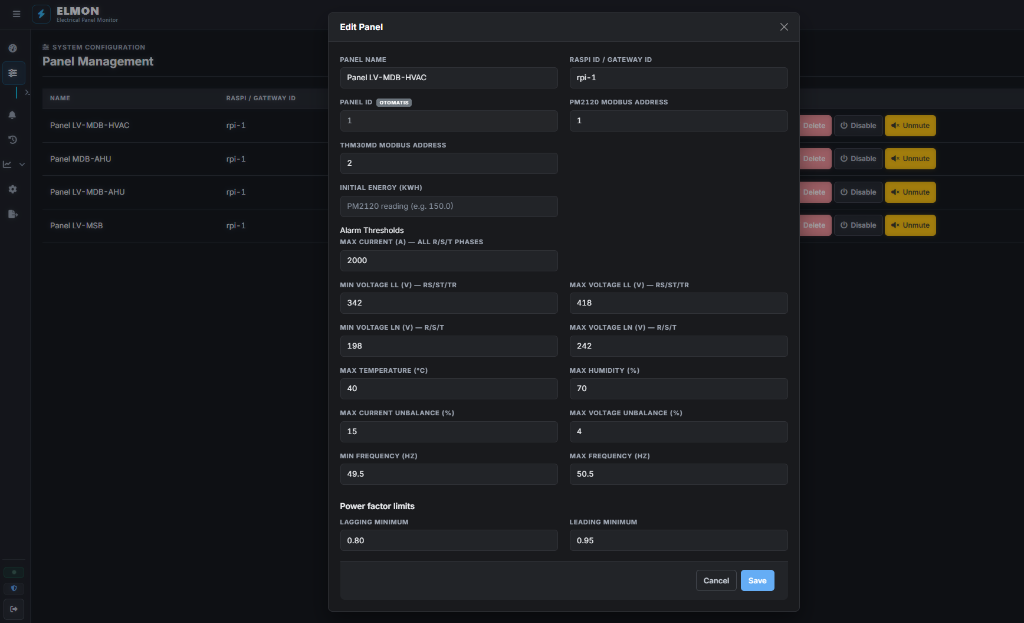 ELMON
Electrical Panel Monitor
SYSTEM CONFIGURATION
Panel Management
NAME RASPI ID / GATEWAY ID
Panel LV-MDB-HVAC rpi-1 Delete Disable Unmute
Panel MDB-AHU rpi-1 Delete Disable Unmute
Panel LV-MDB-AHU rpi-1 Delete Disable Unmute
Panel LV-MSB rpi-1 Delete Disable Unmute
Edit Panel
PANEL NAME RASPI ID / GATEWAY ID
Panel LV-MDB-HVAC rpi-1
PANEL ID OTOMATIS PM2120 MODBUS ADDRESS
1 1
THM30MD MODBUS ADDRESS
2
INITIAL ENERGY (KWH)
PM2120 reading (e.g. 150.0)
Alarm Thresholds
MAX CURRENT (A) — ALL R/S/T PHASES
2000
MIN VOLTAGE LL (V) — RS/ST/TR MAX VOLTAGE LL (V) — RS/ST/TR
342 418
MIN VOLTAGE LN (V) — R/S/T MAX VOLTAGE LN (V) — R/S/T
198 242
MAX TEMPERATURE (°C) MAX HUMIDITY (%)
40 70
MAX CURRENT UNBALANCE (%) MAX VOLTAGE UNBALANCE (%)
15 4
MIN FREQUENCY (HZ) MAX FREQUENCY (HZ)
49.5 50.5
Power factor limits
LAGGING MINIMUM LEADING MINIMUM
0.80 0.95
Cancel Save